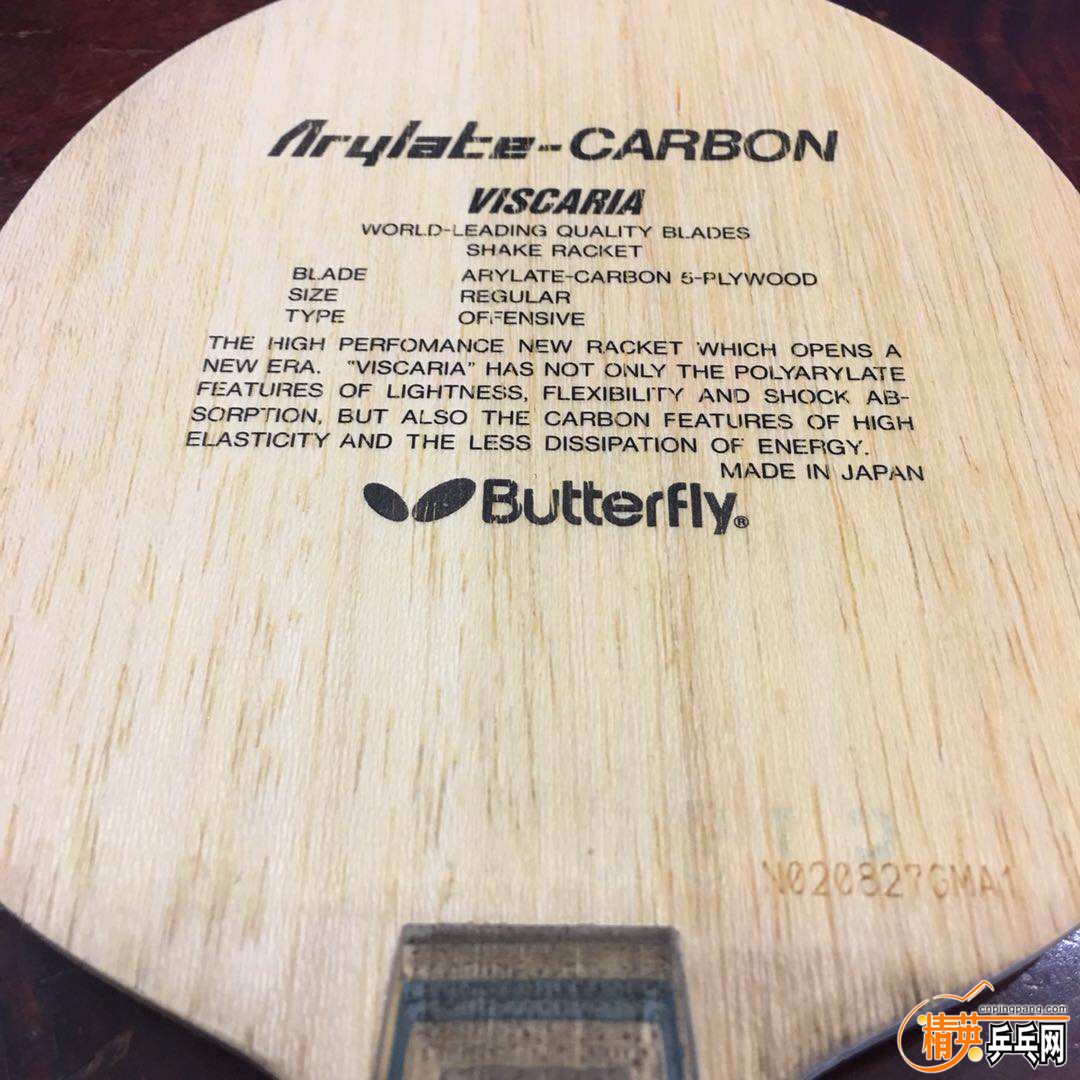 Arylate-CARBON
VISCARIA
WORLD-LEADING QUALITY BLADES
SHAKE RACKET
BLADE ARYLATE-CARBON 5-PLYWOOD
SIZE REGULAR
TYPE OFFENSIVE
THE HIGH PERFOMANCE NEW RACKET WHICH OPENS A
NEW ERA. "VISCARIA" HAS NOT ONLY THE POLYARYLATE
FEATURES OF LIGHTNESS, FLEXIBILITY AND SHOCK AB-
SORPTION, BUT ALSO THE CARBON FEATURES OF HIGH
ELASTICITY AND THE LESS DISSIPATION OF ENERGY.
MADE IN JAPAN
Butterfly®
N020827GMA1
cnpingpang.com
精英乒乓网